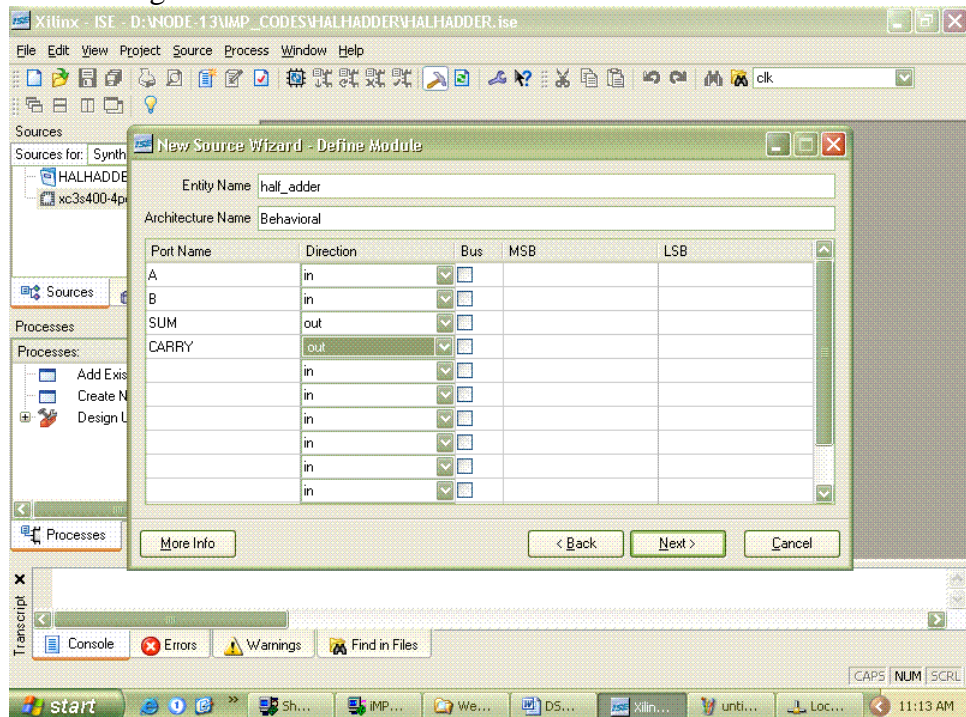 Xilinx - ISE - D:\NODE-13\IMP_CODES\HALHADDER\HALHADDER.ise
File Edit View Project Source Process Window Help
clk
Sources
Sources for: Synth
HALHADDE
xc3s400-4p
Sources
Processes
Processes:
Add Exis
Create N
Design U
Processes
New Source Wizard - Define Module
Entity Name half_adder
Architecture Name Behavioral
Port Name Direction Bus MSB LSB
A in
B in
SUM out
CARRY out
in
in
in
in
in
in
More Info < Back Next > Cancel
Transcript
Console Errors Warnings Find in Files
CAPS NUM SCRL
start Sh... iMP... We... DS... Xilin... unti... Loc... 11:13 AM